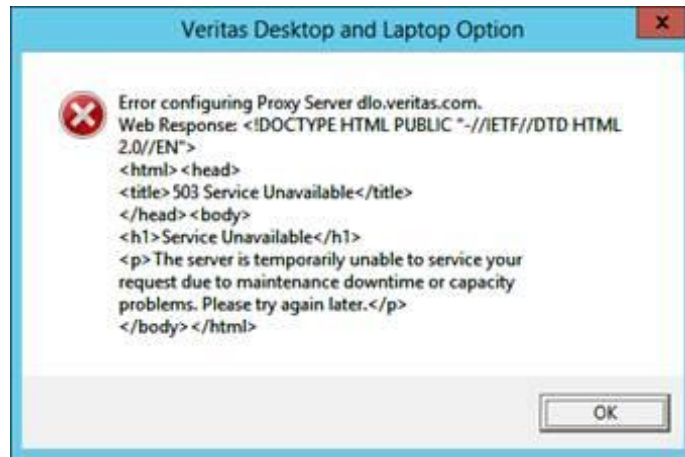 Veritas Desktop and Laptop Option
x
Error configuring Proxy Server dlo.veritas.com.
Web Response: <!DOCTYPE HTML PUBLIC "-//IETF//DTD HTML
2.0//EN">
<html><head>
<title>503 Service Unavailable</title>
</head><body>
<h1>Service Unavailable</h1>
<p>The server is temporarily unable to service your
request due to maintenance downtime or capacity
problems. Please try again later.</p>
</body></html>
OK